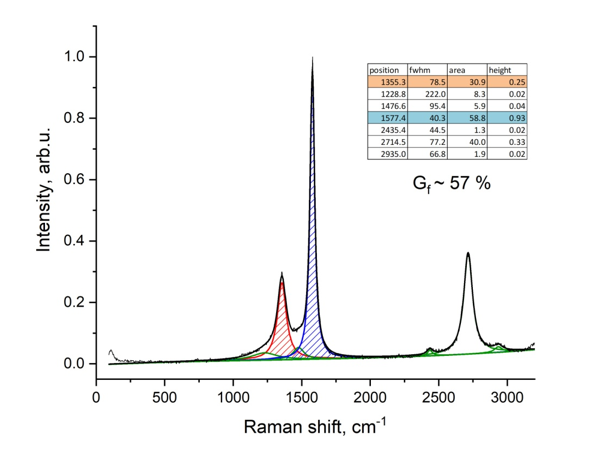 position fwhm area height
1355.3 78.5 30.9 0.25
1228.8 222.0 8.3 0.02
1476.6 95.4 5.9 0.04
1577.4 40.3 58.8 0.93
2435.4 44.5 1.3 0.02
2714.5 77.2 40.0 0.33
2935.0 66.8 1.9 0.02
G_f ~ 57 %
Intensity, arb.u.
1.0
0.8
0.6
0.4
0.2
0.0
0 500 1000 1500 2000 2500 3000
Raman shift, cm⁻¹